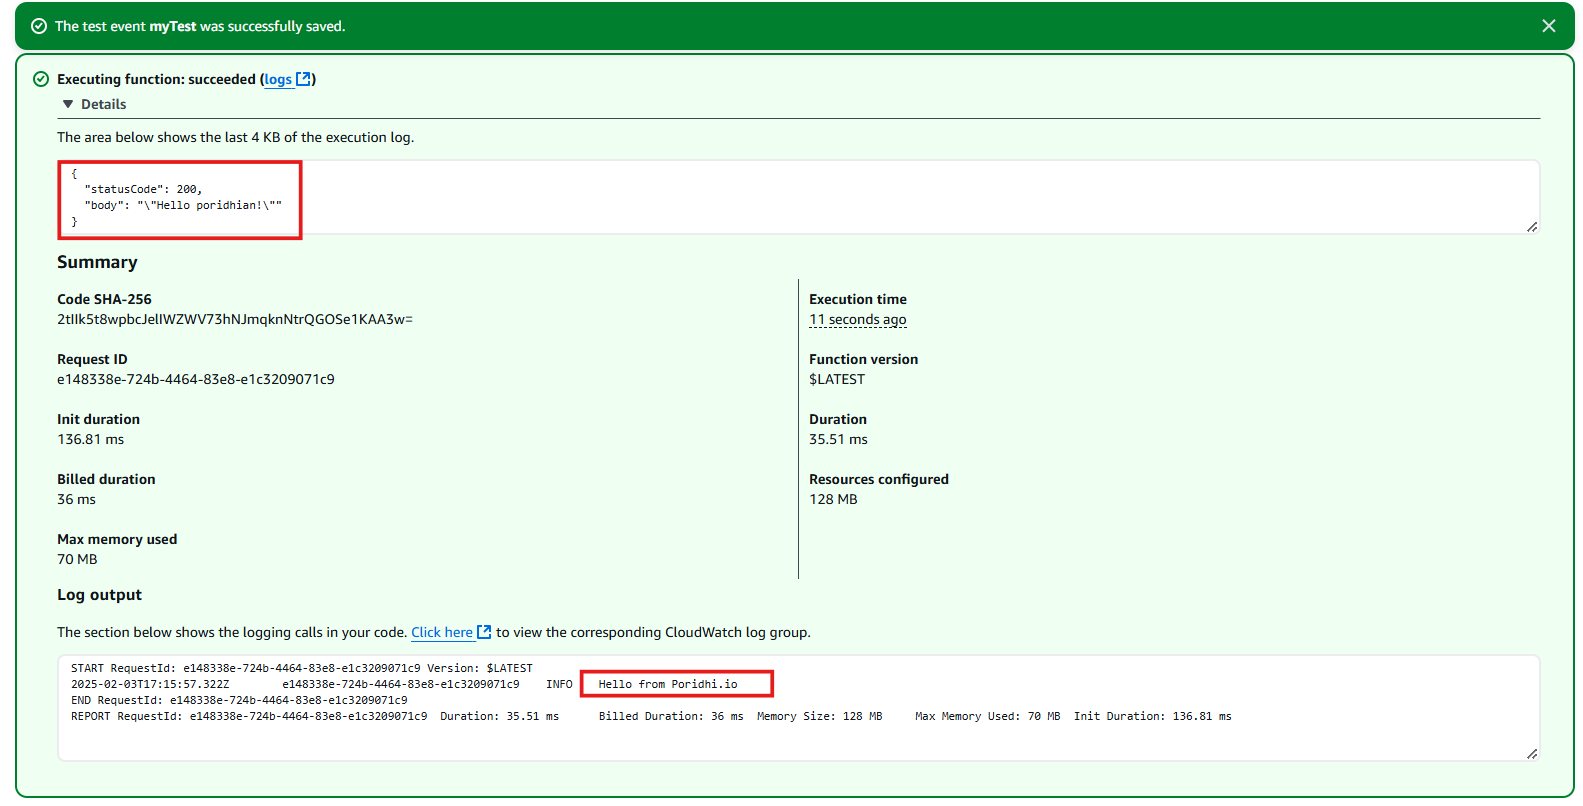 The test event myTest was successfully saved.
Executing function: succeeded (logs)
Details
The area below shows the last 4 KB of the execution log.
{
  "statusCode": 200,
  "body": "\"Hello poridhian!\""
}
Summary
Code SHA-256
2tIIk5t8wpbcJelIWZWV73hNJmqknNtrQGOSe1KAA3w=
Execution time
11 seconds ago
Request ID
e148338e-724b-4464-83e8-e1c3209071c9
Function version
$LATEST
Init duration
136.81 ms
Duration
35.51 ms
Billed duration
36 ms
Resources configured
128 MB
Max memory used
70 MB
Log output
The section below shows the logging calls in your code. Click here to view the corresponding CloudWatch log group.
START RequestId: e148338e-724b-4464-83e8-e1c3209071c9 Version: $LATEST
2025-02-03T17:15:57.322Z e148338e-724b-4464-83e8-e1c3209071c9 INFO Hello from Poridhi.io
END RequestId: e148338e-724b-4464-83e8-e1c3209071c9
REPORT RequestId: e148338e-724b-4464-83e8-e1c3209071c9 Duration: 35.51 ms Billed Duration: 36 ms Memory Size: 128 MB Max Memory Used: 70 MB Init Duration: 136.81 ms